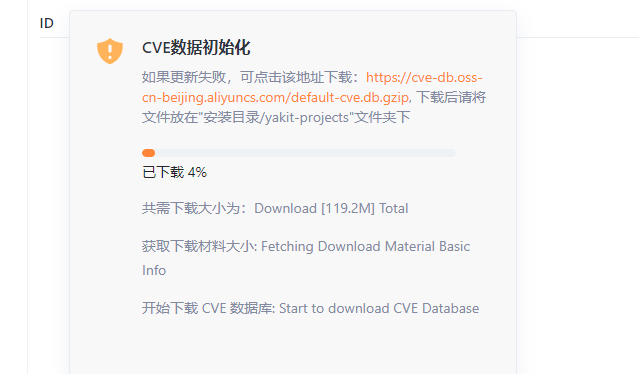 ID
CVE数据初始化
如果更新失败，可点击该地址下载：https://cve-db.oss-
cn-beijing.aliyuncs.com/default-cve.db.gzip, 下载后请将
文件放在"安装目录/yakit-projects"文件夹下
已下载 4%
共需下载大小为：Download [119.2M] Total
获取下载材料大小: Fetching Download Material Basic
Info
开始下载 CVE 数据库: Start to download CVE Database